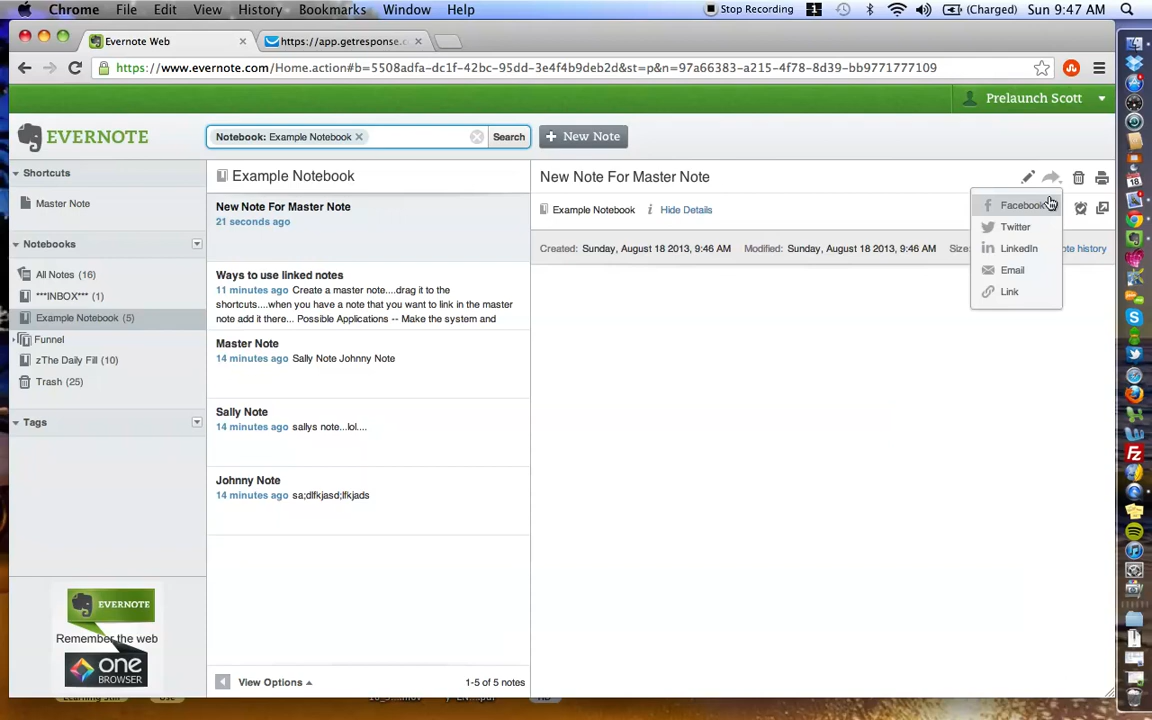 Chrome File Edit View History Bookmarks Window Help Stop Recording 1 (Charged) Sun 9:47 AM
Evernote Web https://app.getresponse.c
https://www.evernote.com/Home.action#b=5508adfa-dc1f-42bc-95dd-3e4f4b9deb2d&st=p&n=97a66383-a215-4f78-8d39-bb9771777109
Prelaunch Scott
EVERNOTE Notebook: Example Notebook Search + New Note
Shortcuts
Master Note
Notebooks
All Notes (16)
***INBOX*** (1)
Example Notebook (5)
Funnel
zThe Daily Fill (10)
Trash (25)
Tags
EVERNOTE
Remember the web
one
BROWSER
Example Notebook
New Note For Master Note
21 seconds ago
Ways to use linked notes
11 minutes ago Create a master note....drag it to the
shortcuts....when you have a note that you want to link in the master
note add it there... Possible Applications -- Make the system and
Master Note
14 minutes ago Sally Note Johnny Note
Sally Note
14 minutes ago sallys note...lol....
Johnny Note
14 minutes ago sa;dlfkjasd;lfkjads
View Options 1-5 of 5 notes
New Note For Master Note
Example Notebook i Hide Details
Created: Sunday, August 18 2013, 9:46 AM Modified: Sunday, August 18 2013, 9:46 AM Size: ote history
Facebook
Twitter
LinkedIn
Email
Link